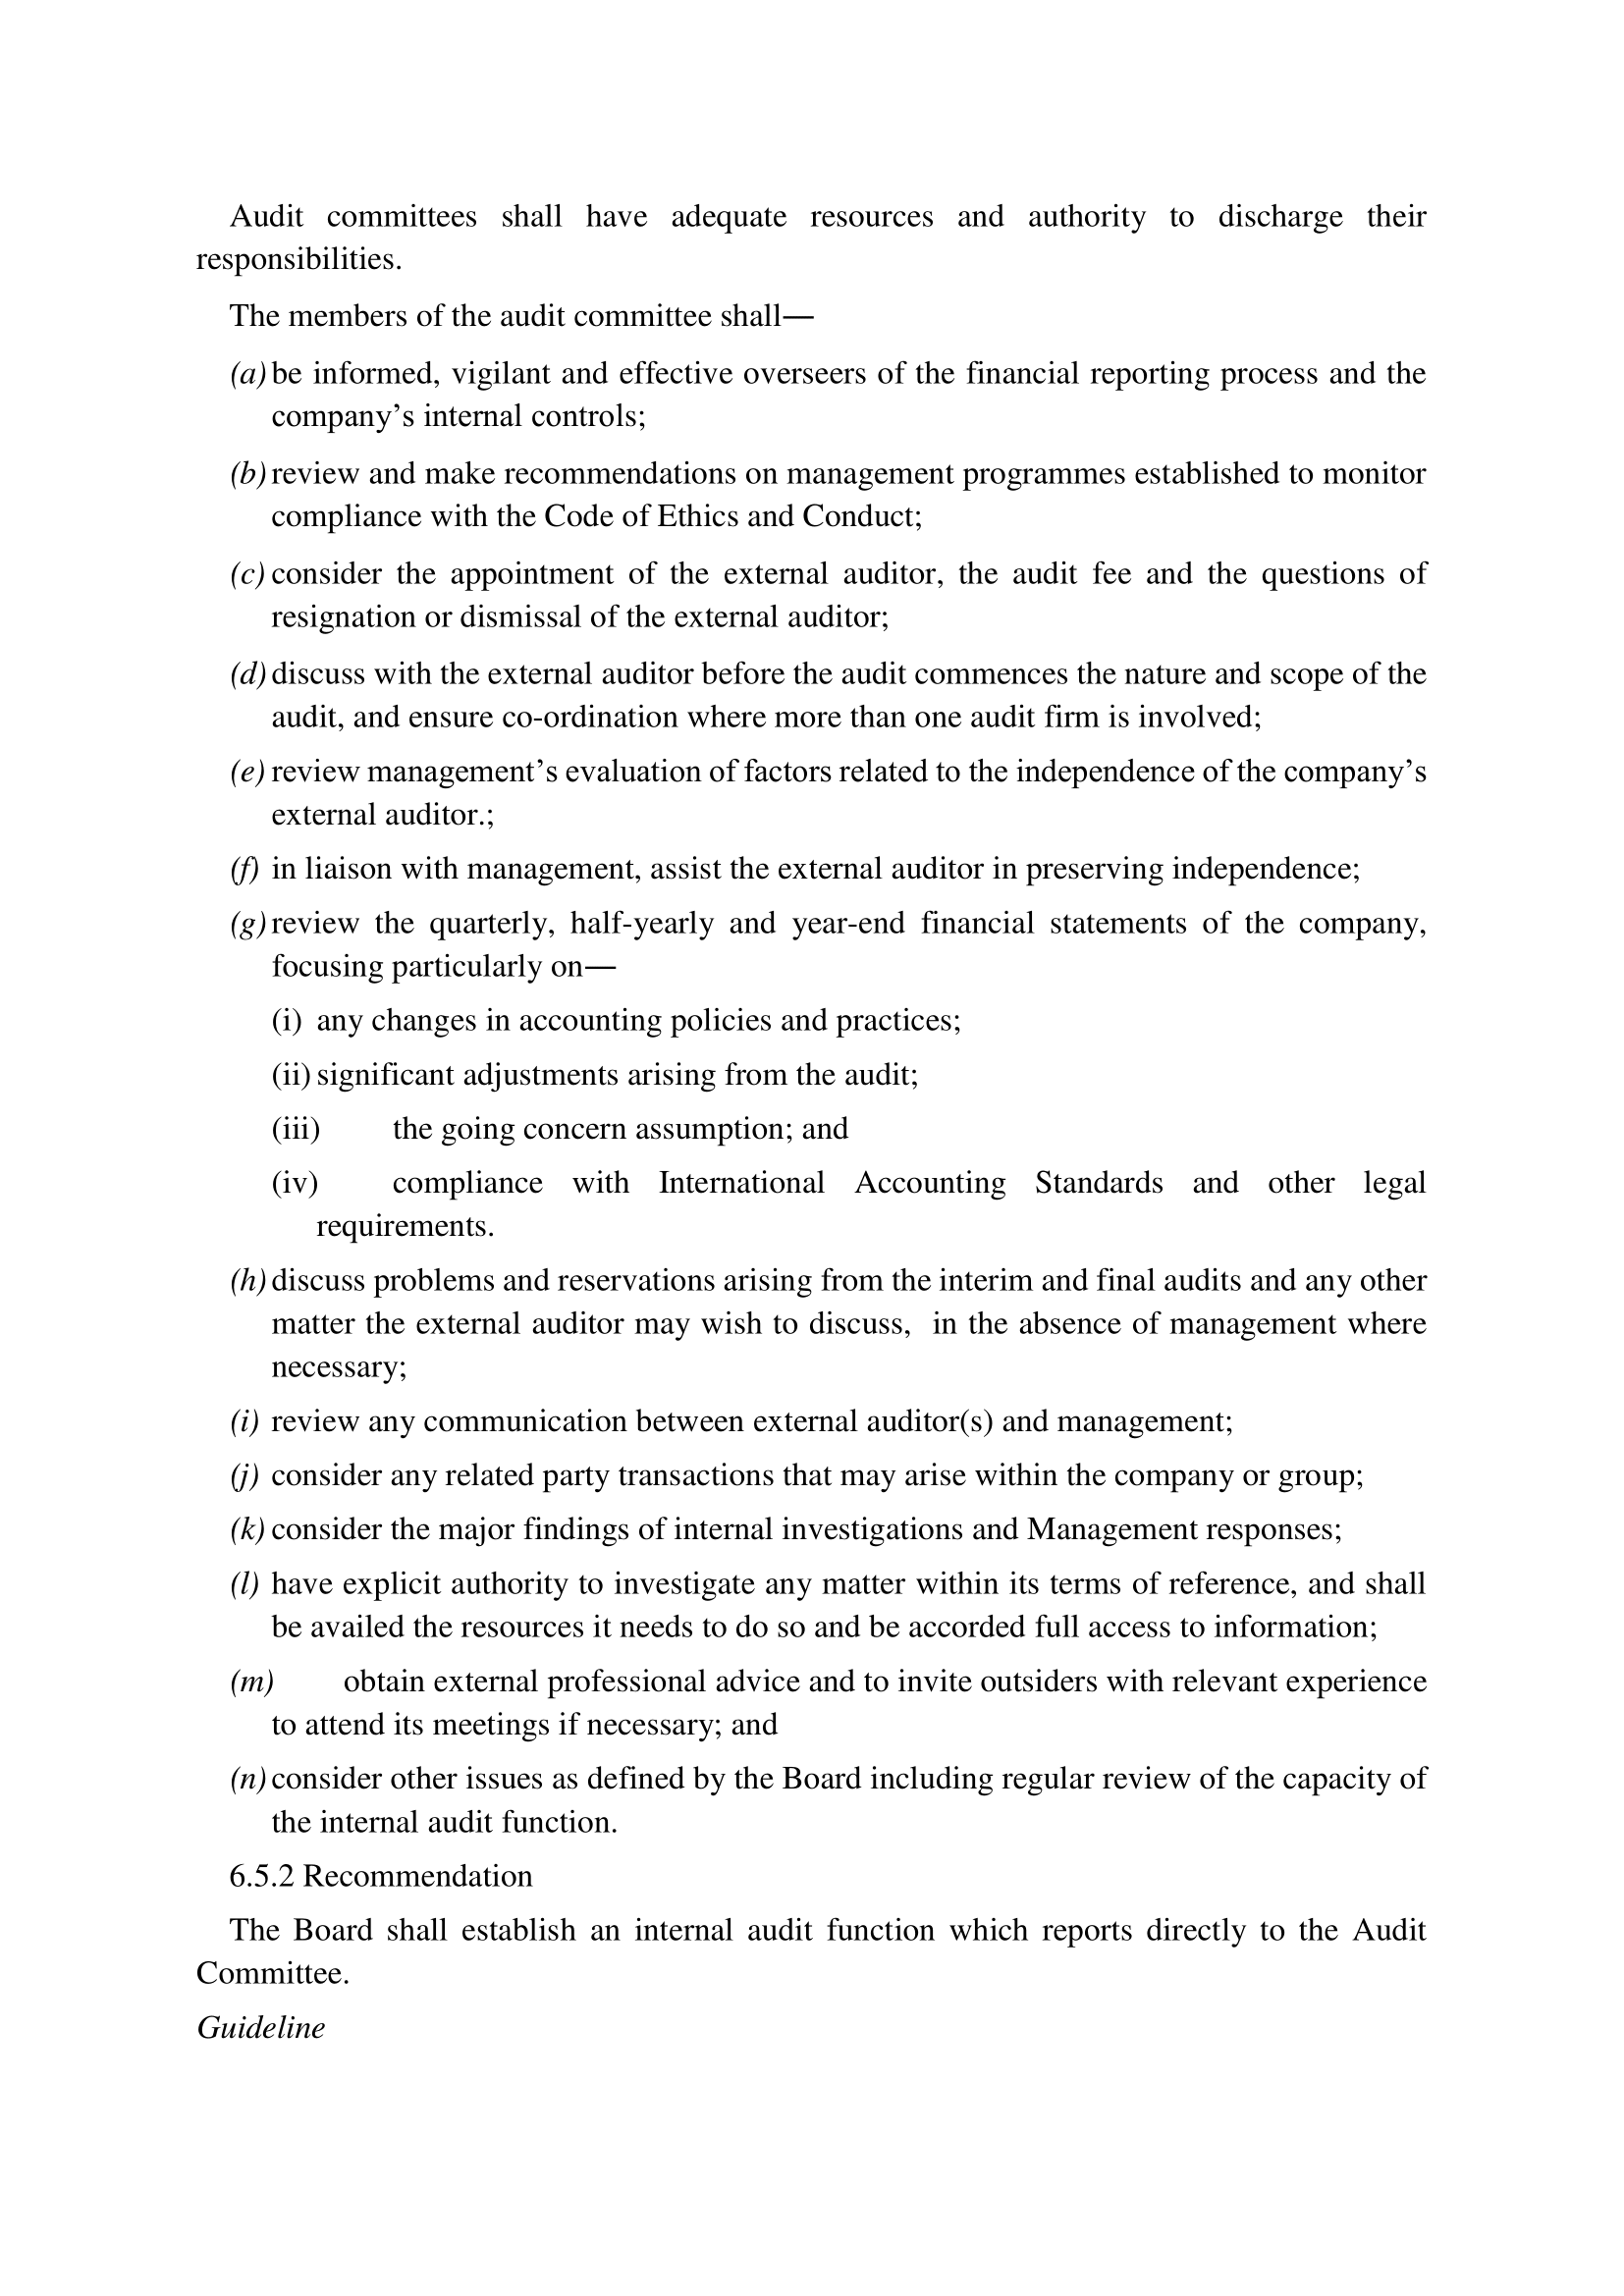 Audit committees shall have adequate resources and authority to discharge their
responsibilities.
The members of the audit committee shall—
(a) be informed, vigilant and effective overseers of the financial reporting process and the
company’s internal controls;
(b) review and make recommendations on management programmes established to monitor
compliance with the Code of Ethics and Conduct;
(c) consider the appointment of the external auditor, the audit fee and the questions of
resignation or dismissal of the external auditor;
(d) discuss with the external auditor before the audit commences the nature and scope of the
audit, and ensure co-ordination where more than one audit firm is involved;
(e) review management’s evaluation of factors related to the independence of the company’s
external auditor.;
(f) in liaison with management, assist the external auditor in preserving independence;
(g) review the quarterly, half-yearly and year-end financial statements of the company,
focusing particularly on—
(i) any changes in accounting policies and practices;
(ii) significant adjustments arising from the audit;
(iii) the going concern assumption; and
(iv) compliance with International Accounting Standards and other legal
requirements.
(h) discuss problems and reservations arising from the interim and final audits and any other
matter the external auditor may wish to discuss, in the absence of management where
necessary;
(i) review any communication between external auditor(s) and management;
(j) consider any related party transactions that may arise within the company or group;
(k) consider the major findings of internal investigations and Management responses;
(l) have explicit authority to investigate any matter within its terms of reference, and shall
be availed the resources it needs to do so and be accorded full access to information;
(m) obtain external professional advice and to invite outsiders with relevant experience
to attend its meetings if necessary; and
(n) consider other issues as defined by the Board including regular review of the capacity of
the internal audit function.
6.5.2 Recommendation
The Board shall establish an internal audit function which reports directly to the Audit
Committee.
Guideline